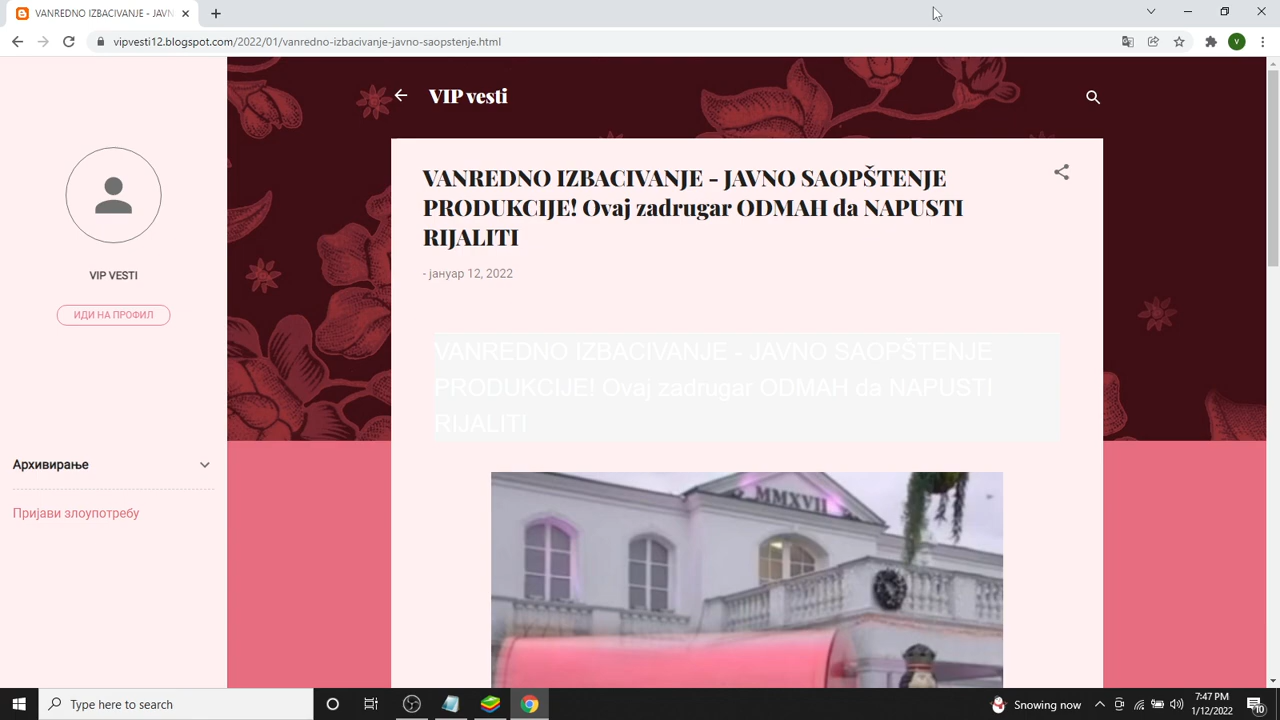 VANREDNO IZBACIVANJE - JAVN
vipvesti12.blogspot.com/2022/01/vanredno-izbacivanje-javno-saopstenje.html
V
VIP vesti
VANREDNO IZBACIVANJE - JAVNO SAOPŠTENJE
PRODUKCIJE! Ovaj zadrugar ODMAH da NAPUSTI
RIJALITI
- јануар 12, 2022
VIP VESTI
ИДИ НА ПРОФИЛ
VANREDNO IZBACIVANJE - JAVNO SAOPŠTENJE
PRODUKCIJE! Ovaj zadrugar ODMAH da NAPUSTI
RIJALITI
Архивирање
Пријави злоупотребу
MMXVII
Type here to search
Snowing now
7:47 PM
1/12/2022
10